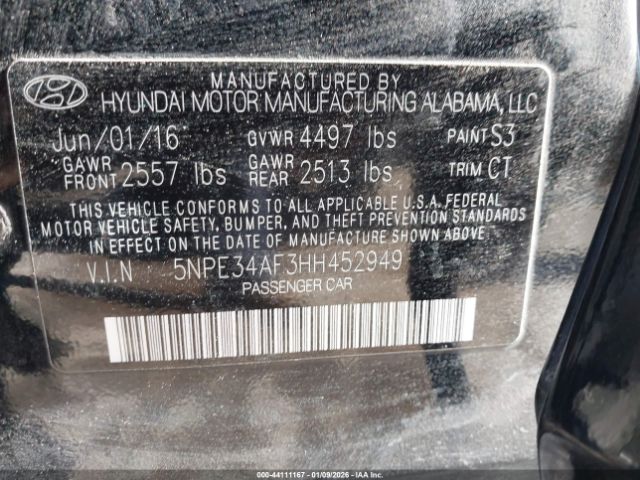 MANUFACTURED BY
HYUNDAI MOTOR MANUFACTURING ALABAMA, LLC
Jun/01/16 GVWR 4497 lbs PAINT S3
GAWR FRONT 2557 lbs GAWR REAR 2513 lbs TRIM CT
THIS VEHICLE CONFORMS TO ALL APPLICABLE U.S.A. FEDERAL
MOTOR VEHICLE SAFETY, BUMPER, AND THEFT PREVENTION STANDARDS
IN EFFECT ON THE DATE OF MANUFACTURE SHOWN ABOVE.
V.I.N : 5NPE34AF3HH452949
PASSENGER CAR
000-44111167 - 01/09/2026 - IAAI.COM